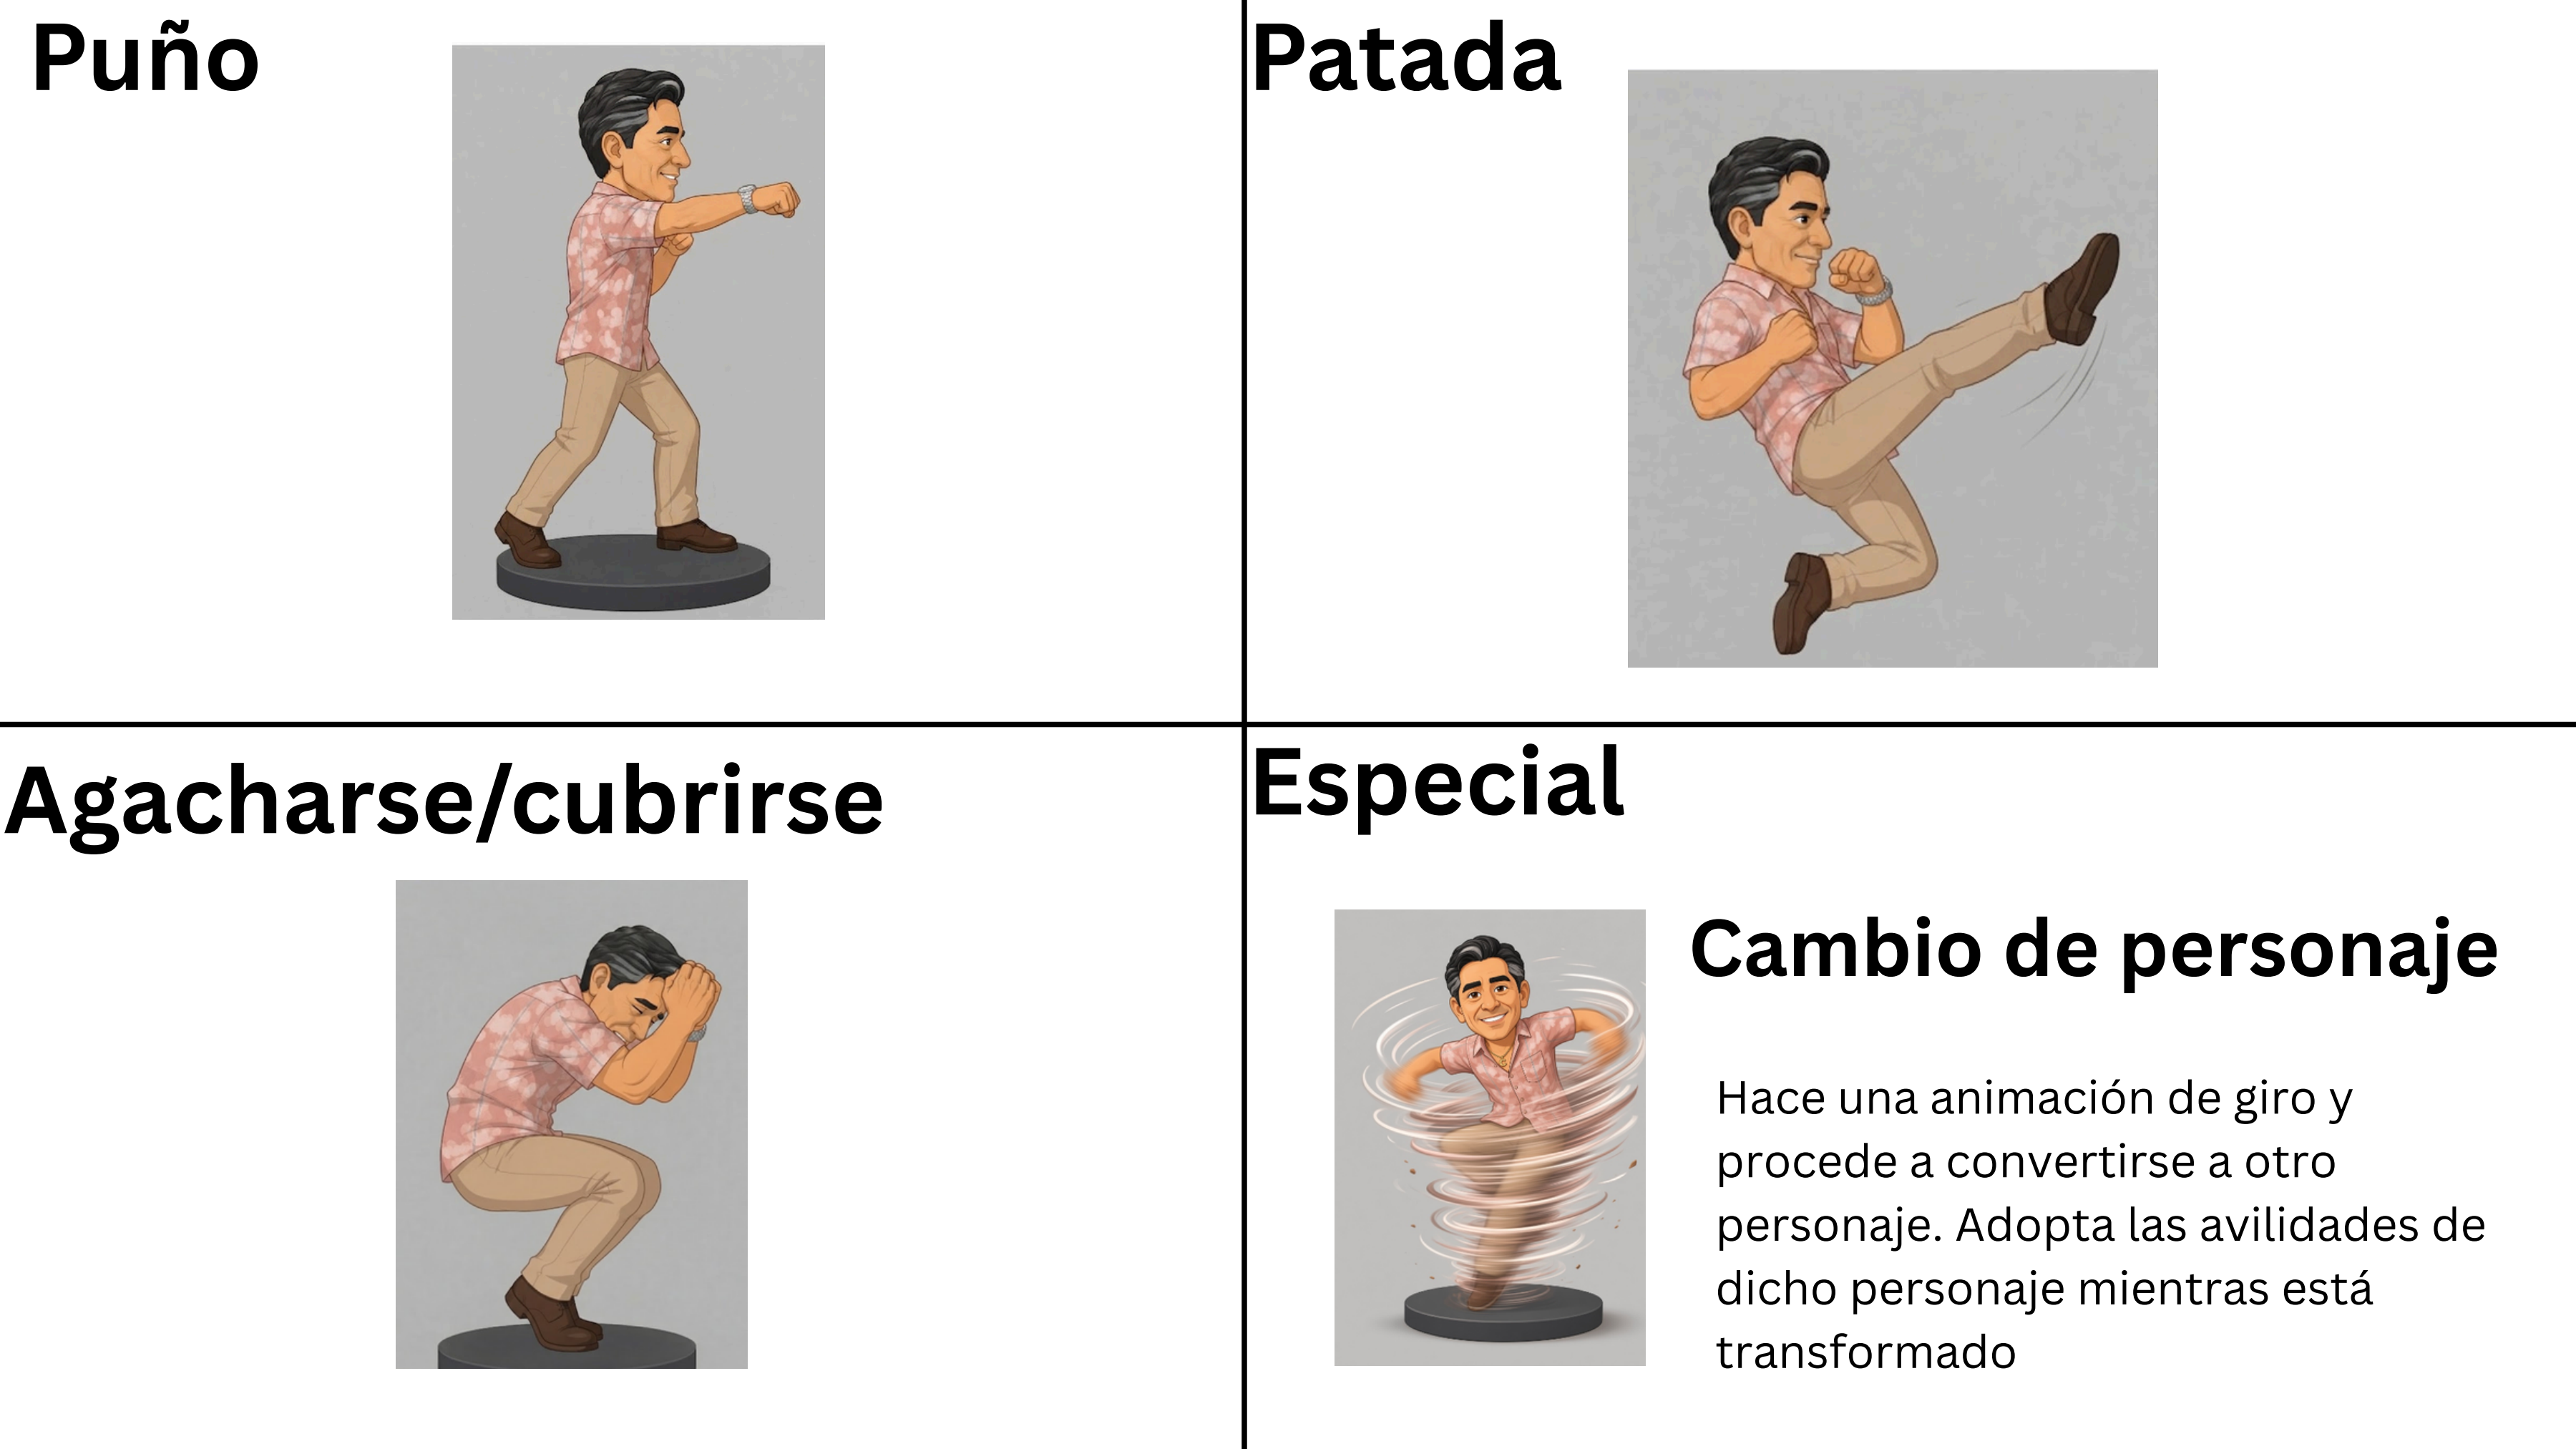 Puño
Patada
Agacharse/cubrirse
Especial
Cambio de personaje
Hace una animación de giro y
procede a convertirse a otro
personaje. Adopta las avilidades de
dicho personaje mientras está
transformado